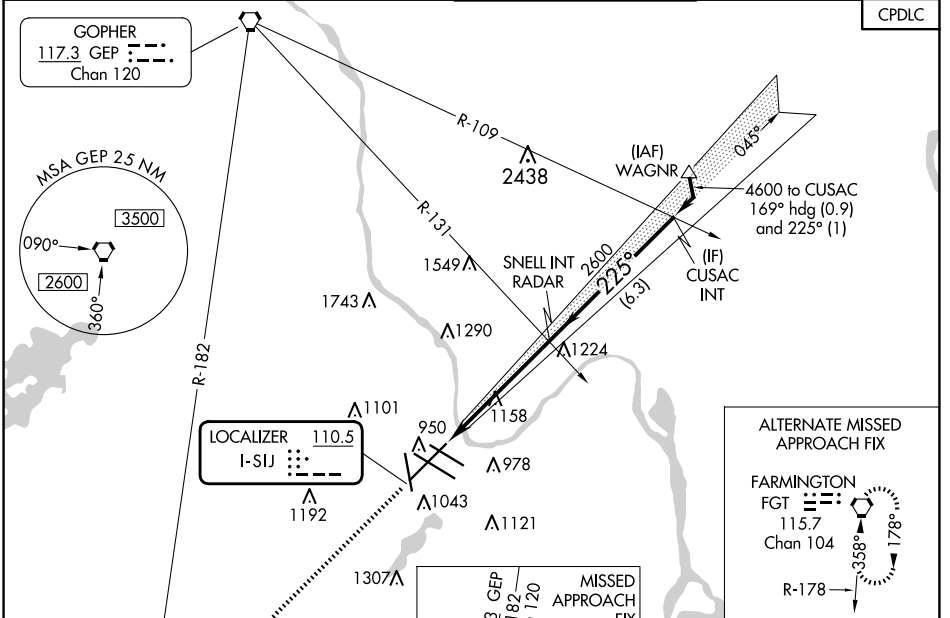 CPDLC
GOPHER
117.3 GEP
Chan 120
MSA GEP 25 NM
3500
090°
2600
360°
R-109
2438
R-131
R-182
(IAF)
WAGNR
045°
4600 to CUSAC
169° hdg (0.9)
and 225° (1)
(IF)
CUSAC
INT
SNELL INT
RADAR
2600
225°
(6.3)
1549
1743
1290
1224
1158
1101
950
978
LOCALIZER 110.5
I-SIJ
1192
1043
1121
1307
ALTERNATE MISSED
APPROACH FIX
FARMINGTON
FGT
115.7
Chan 104
358°
178°
R-178
MISSED
APPROACH
GEP
182
120